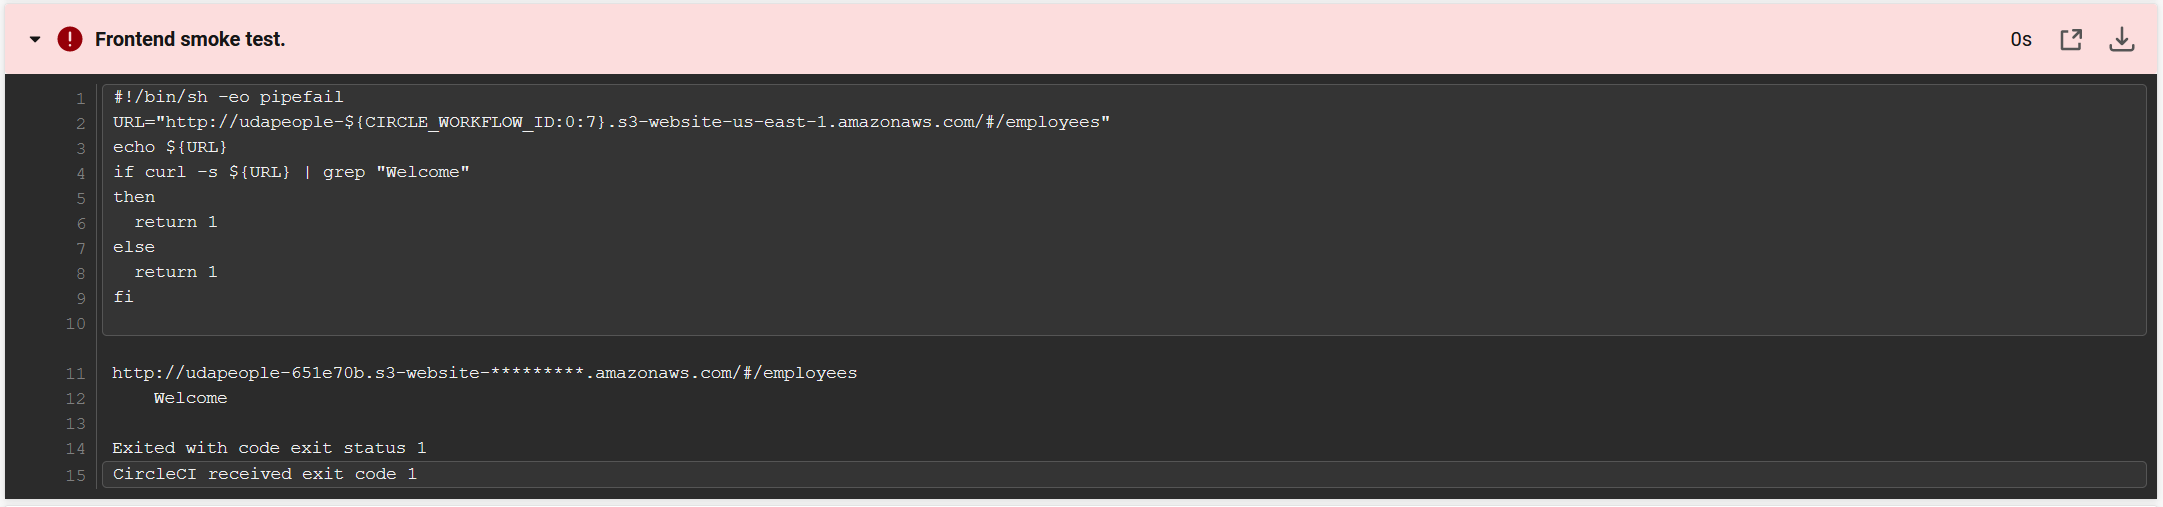 Frontend smoke test.
0s
1 #!/bin/sh -eo pipefail
2 URL="http://udapeople-${CIRCLE_WORKFLOW_ID:0:7}.s3-website-us-east-1.amazonaws.com/#/employees"
3 echo ${URL}
4 if curl -s ${URL} | grep "Welcome"
5 then
6   return 1
7 else
8   return 1
9 fi
10
11 http://udapeople-651e70b.s3-website-*********.amazonaws.com/#/employees
12     Welcome
13
14 Exited with code exit status 1
15 CircleCI received exit code 1